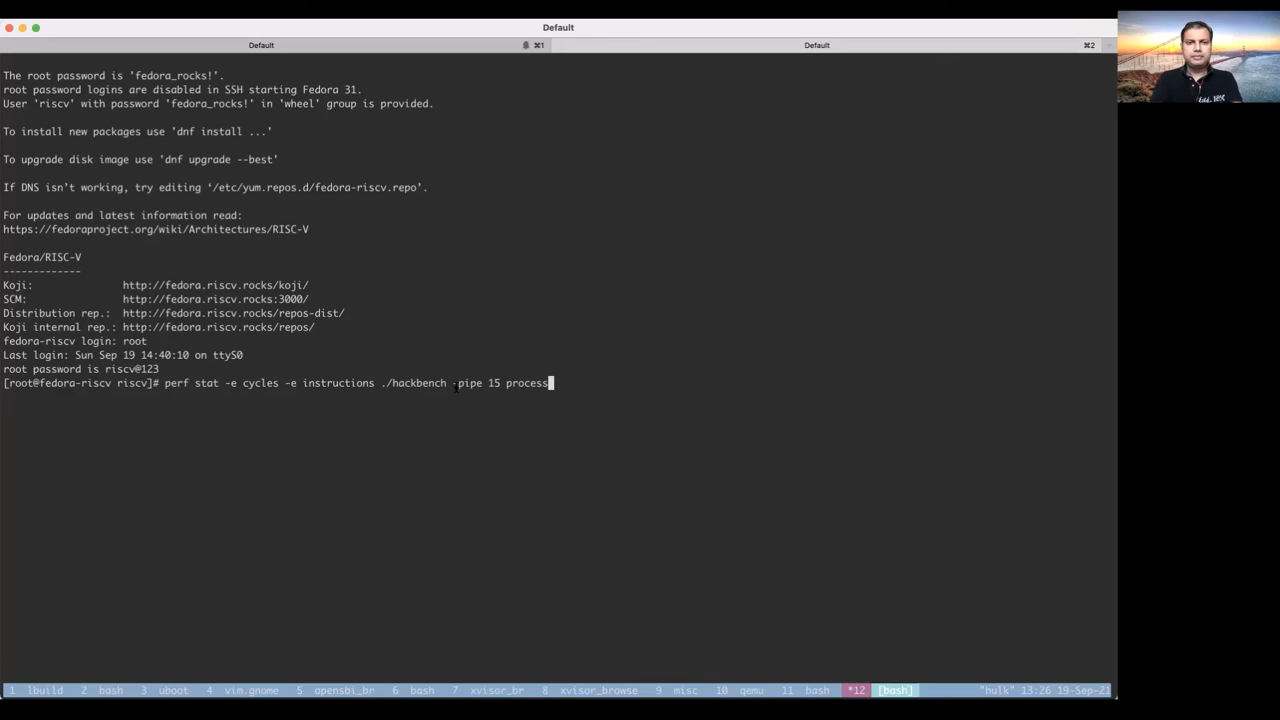 Default
Default ⌘1 Default ⌘2
The root password is 'fedora_rocks!'.
root password logins are disabled in SSH starting Fedora 31.
User 'riscv' with password 'fedora_rocks!' in 'wheel' group is provided.
To install new packages use 'dnf install ...'
To upgrade disk image use 'dnf upgrade --best'
If DNS isn’t working, try editing ‘/etc/yum.repos.d/fedora-riscv.repo’.
For updates and latest information read:
https://fedoraproject.org/wiki/Architectures/RISC-V
Fedora/RISC-V
-------------
Koji: http://fedora.riscv.rocks/koji/
SCM: http://fedora.riscv.rocks:3000/
Distribution rep.: http://fedora.riscv.rocks/repos-dist/
Koji internal rep.: http://fedora.riscv.rocks/repos/
fedora-riscv login: root
Last login: Sun Sep 19 14:40:10 on ttyS0
root password is riscv@123
[root@fedora-riscv riscv]# perf stat -e cycles -e instructions ./hackbench -pipe 15 process
1 lbuild 2 bash 3 uboot 4 vim.gnome 5 opensbi_br 6 bash 7 xvisor_br 8 xvisor_browse 9 misc 10 qemu 11 bash *12 [bash] "hulk" 13:26 19-Sep-21